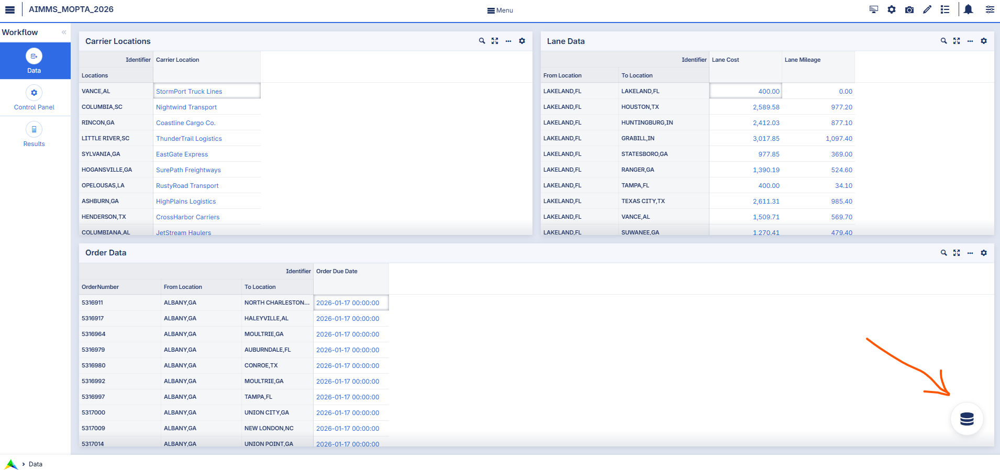 AIMMS_MOPTA_2026
Menu
Workflow
Data
Control Panel
Results
Carrier Locations
Identifier Carrier Location
Locations
VANCE,AL StormPort Truck Lines
COLUMBIA,SC Nightwind Transport
RINCON,GA Coastline Cargo Co.
LITTLE RIVER,SC ThunderTrail Logistics
SYLVANIA,GA EastGate Express
HOGANSVILLE,GA SurePath Freightways
OPELOUSAS,LA RustyRoad Transport
ASHBURN,GA HighPlains Logistics
HENDERSON,TX CrossHarbor Carriers
COLUMBIANA,AL JetStream Haulers
Lane Data
Identifier Lane Cost Lane Mileage
From Location To Location
LAKELAND,FL LAKELAND,FL 400.00 0.00
LAKELAND,FL HOUSTON,TX 2,589.58 977.20
LAKELAND,FL HUNTINGBURG,IN 2,412.03 877.10
LAKELAND,FL GRABILL,IN 3,017.85 1,097.40
LAKELAND,FL STATESBORO,GA 977.85 369.00
LAKELAND,FL RANGER,GA 1,390.19 524.60
LAKELAND,FL TAMPA,FL 400.00 34.10
LAKELAND,FL TEXAS CITY,TX 2,611.31 985.40
LAKELAND,FL VANCE,AL 1,509.71 569.70
LAKELAND,FL SUWANEE,GA 1,270.41 479.40
Order Data
Identifier Order Due Date
OrderNumber From Location To Location
5316911 ALBANY,GA NORTH CHARLESTON... 2026-01-17 00:00:00
5316917 ALBANY,GA HALEYVILLE,AL 2026-01-17 00:00:00
5316964 ALBANY,GA MOULTRIE,GA 2026-01-17 00:00:00
5316979 ALBANY,GA AUBURNDALE,FL 2026-01-17 00:00:00
5316980 ALBANY,GA CONROE,TX 2026-01-17 00:00:00
5316992 ALBANY,GA MOULTRIE,GA 2026-01-17 00:00:00
5316997 ALBANY,GA TAMPA,FL 2026-01-17 00:00:00
5317000 ALBANY,GA UNION CITY,GA 2026-01-17 00:00:00
5317009 ALBANY,GA NEW LONDON,NC 2026-01-17 00:00:00
5317014 ALBANY,GA UNION POINT,GA 2026-01-17 00:00:00
Data